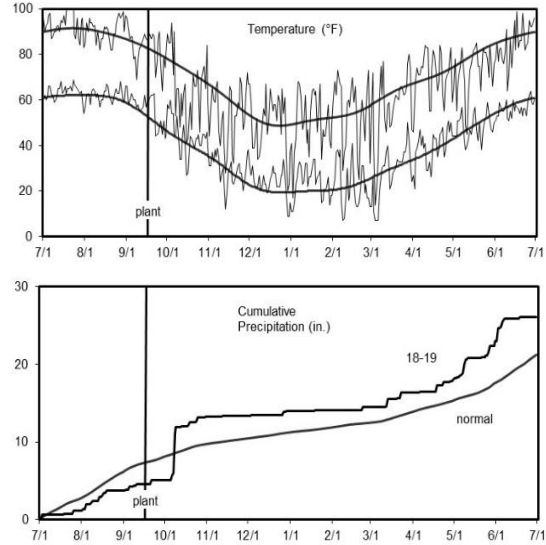 100
80
60
40
20
0
Temperature (°F)
plant
7/1 8/1 9/1 10/1 11/1 12/1 1/1 2/1 3/1 4/1 5/1 6/1 7/1
30
20
10
0
Cumulative
Precipitation (in.)
18-19
normal
plant
7/1 8/1 9/1 10/1 11/1 12/1 1/1 2/1 3/1 4/1 5/1 6/1 7/1